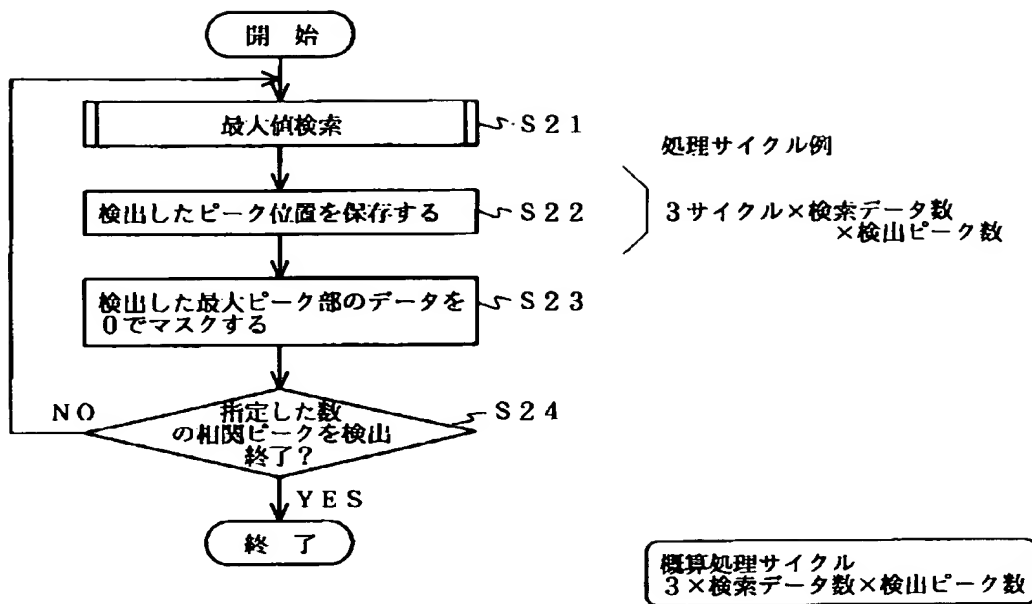 開 始
最大値検索
S21
処理サイクル例
検出したピーク位置を保存する
S22
3サイクル×検索データ数
×検出ピーク数
検出した最大ピーク部のデータを
0でマスクする
S23
NO
指定した数
の相関ピークを検出
終了?
S24
YES
終 了
概算処理サイクル
3×検索データ数×検出ピーク数